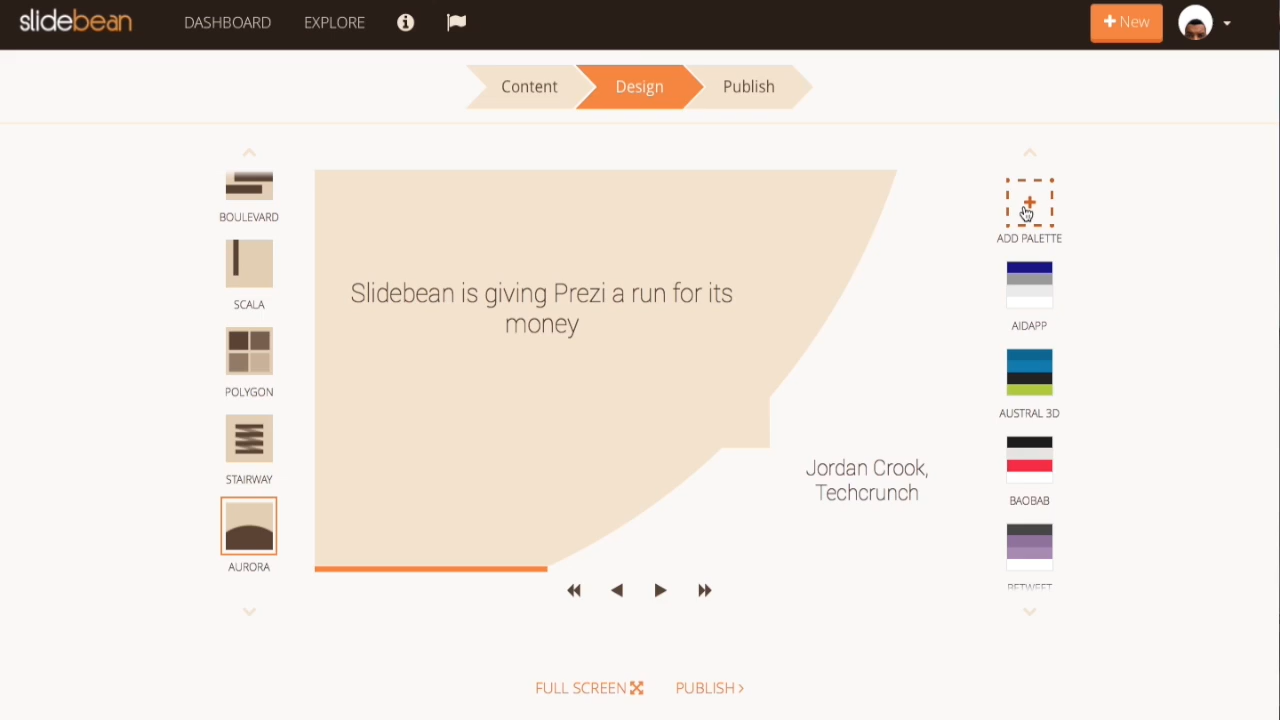 slidebean
DASHBOARD
EXPLORE
+ New
Content
Design
Publish
BOULEVARD
SCALA
POLYGON
STAIRWAY
AURORA
Slidebean is giving Prezi a run for its
money
Jordan Crook,
Techcrunch
ADD PALETTE
AIDAPP
AUSTRAL 3D
BAOBAB
BETWEET
FULL SCREEN
PUBLISH >